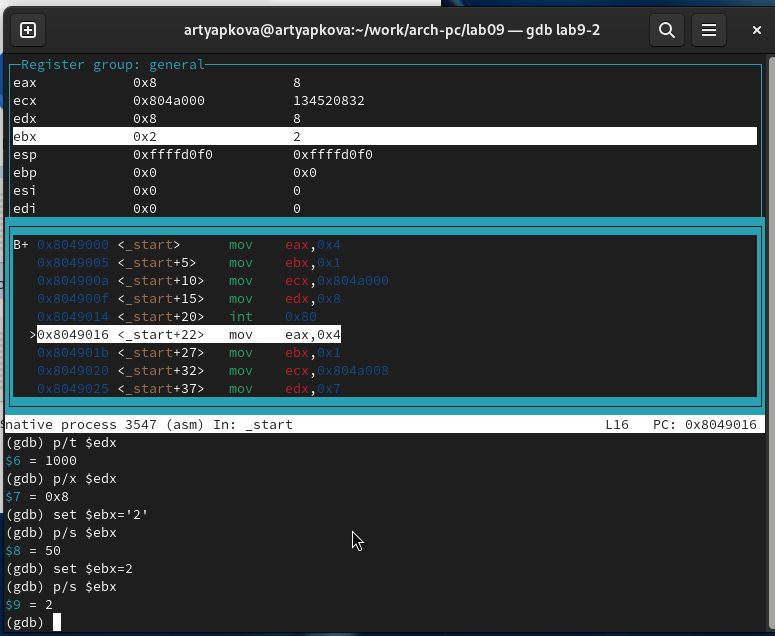 artyapkova@artyapkova:~/work/arch-pc/lab09 — gdb lab9-2
Register group: general
eax 0x8 8
ecx 0x804a000 134520832
edx 0x8 8
ebx 0x2 2
esp 0xffffd0f0 0xffffd0f0
ebp 0x0 0x0
esi 0x0 0
edi 0x0 0
B+ 0x8049000 <_start> mov eax,0x4
0x8049005 <_start+5> mov ebx,0x1
0x804900a <_start+10> mov ecx,0x804a000
0x804900f <_start+15> mov edx,0x8
0x8049014 <_start+20> int 0x80
>0x8049016 <_start+22> mov eax,0x4
0x804901b <_start+27> mov ebx,0x1
0x8049020 <_start+32> mov ecx,0x804a008
0x8049025 <_start+37> mov edx,0x7
native process 3547 (asm) In: _start L16 PC: 0x8049016
(gdb) p/t $edx
$6 = 1000
(gdb) p/x $edx
$7 = 0x8
(gdb) set $ebx='2'
(gdb) p/s $ebx
$8 = 50
(gdb) set $ebx=2
(gdb) p/s $ebx
$9 = 2
(gdb)